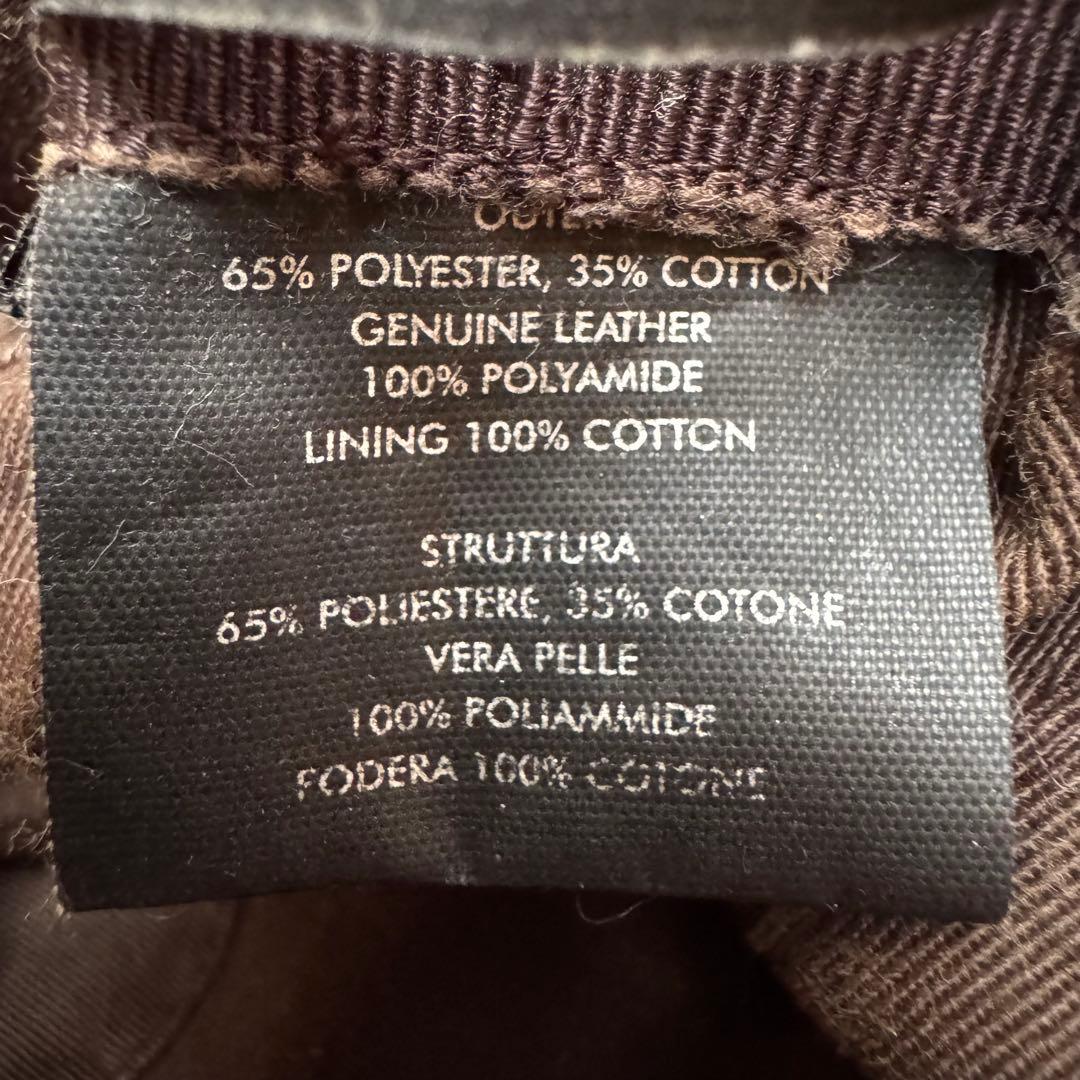 OUTER
65% POLYESTER, 35% COTTON
GENUINE LEATHER
100% POLYAMIDE
LINING 100% COTTON
STRUTTURA
65% POLIESTERE, 35% COTONE
VERA PELLE
100% POLIAMMIDE
FODERA 100% COTONE